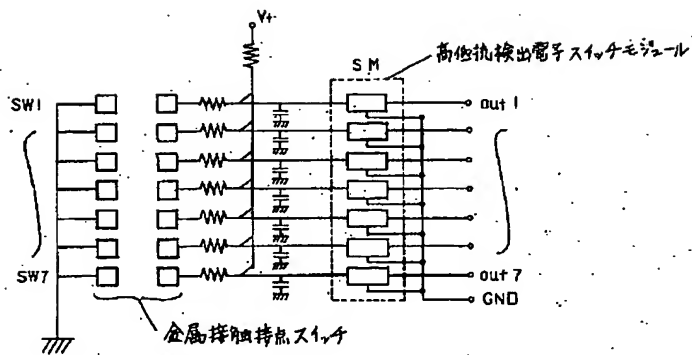 V+
高抵抗検出電子スイッチモジュール
SM
SW1
out 1
SW7
out 7
GND
金属接触接点スイッチ